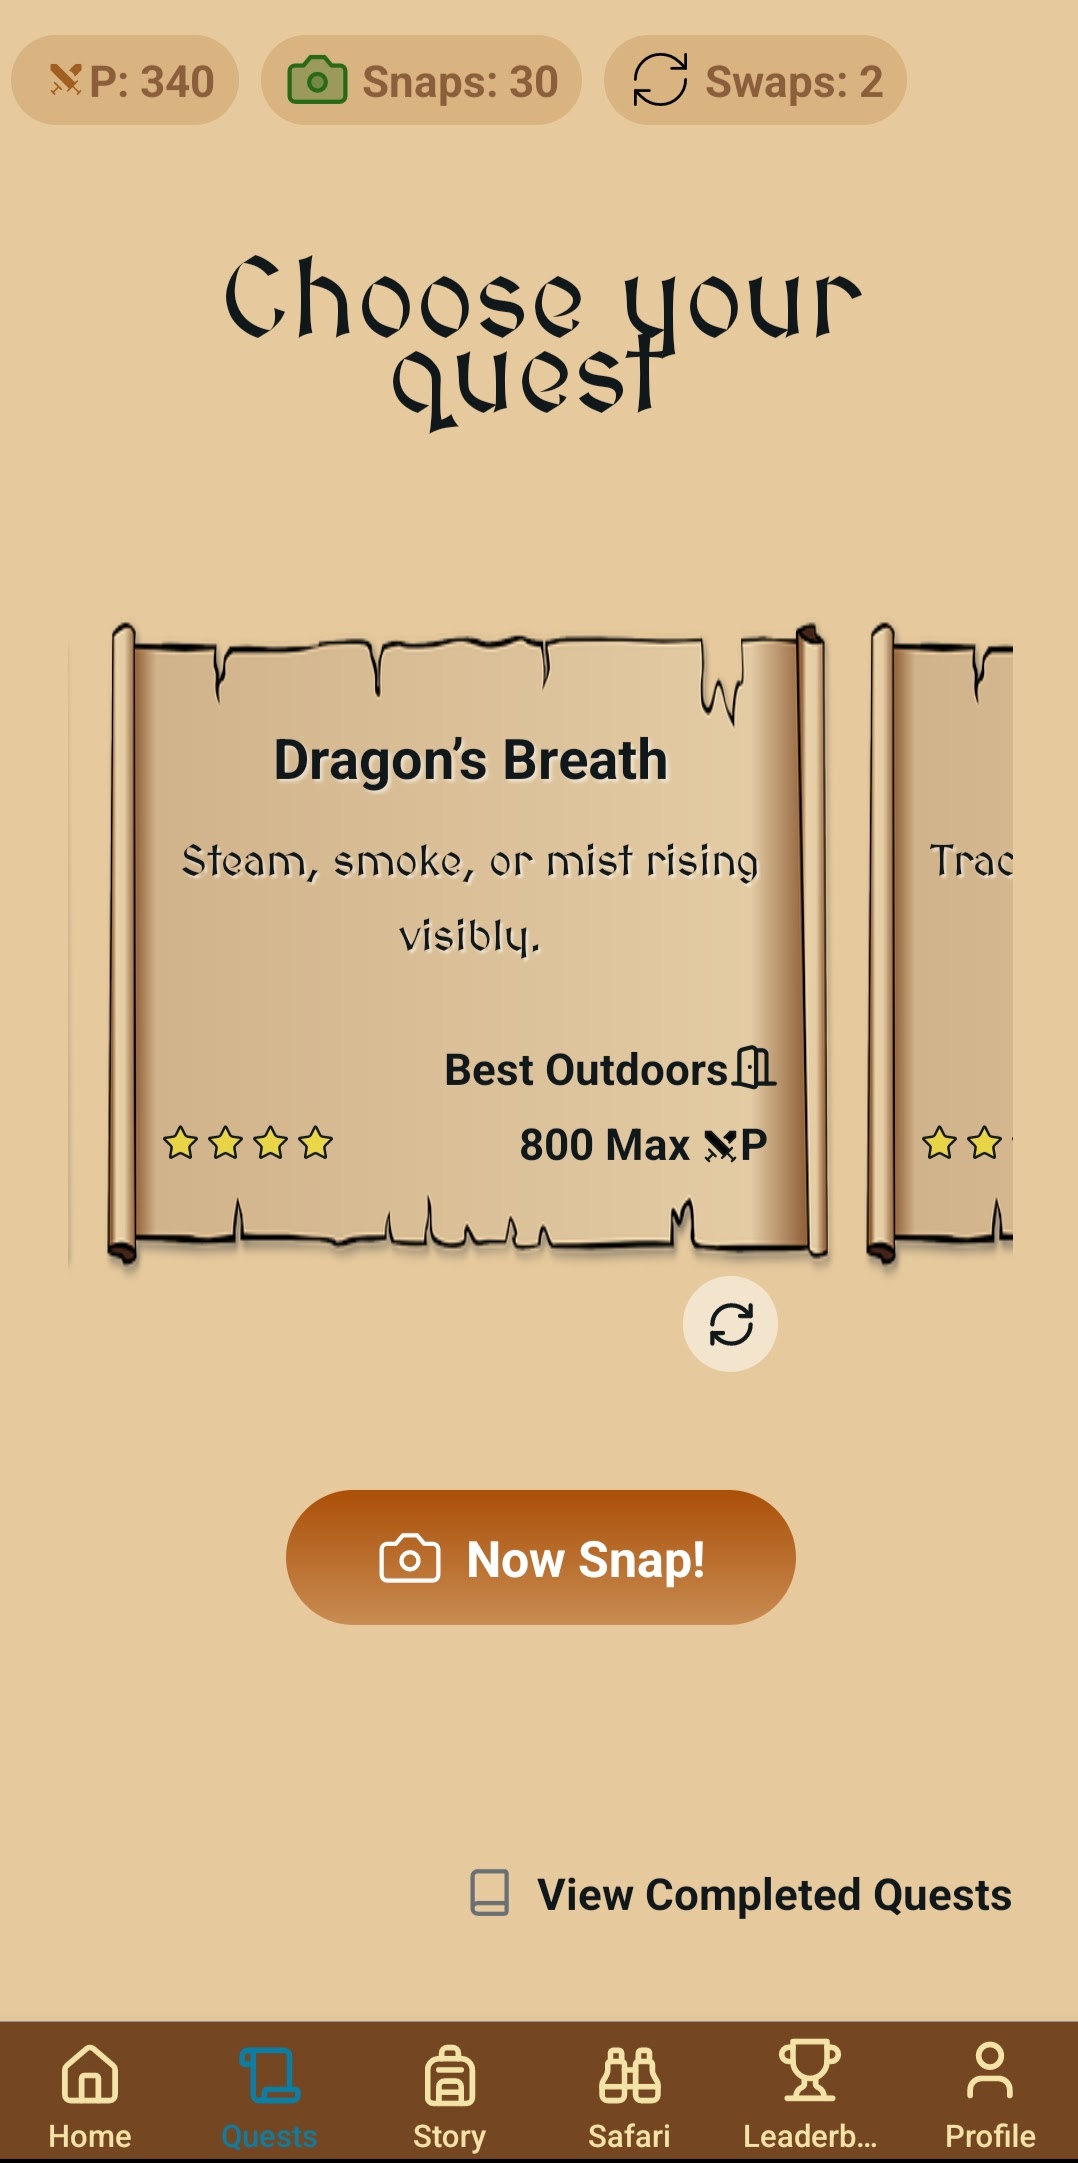 P: 340
Snaps: 30
Swaps: 2
Choose your
quest
Dragon’s Breath
Steam, smoke, or mist rising
visibly.
Best Outdoors
800 Max P
Trac
Now Snap!
View Completed Quests
Home
Quests
Story
Safari
Leaderb...
Profile